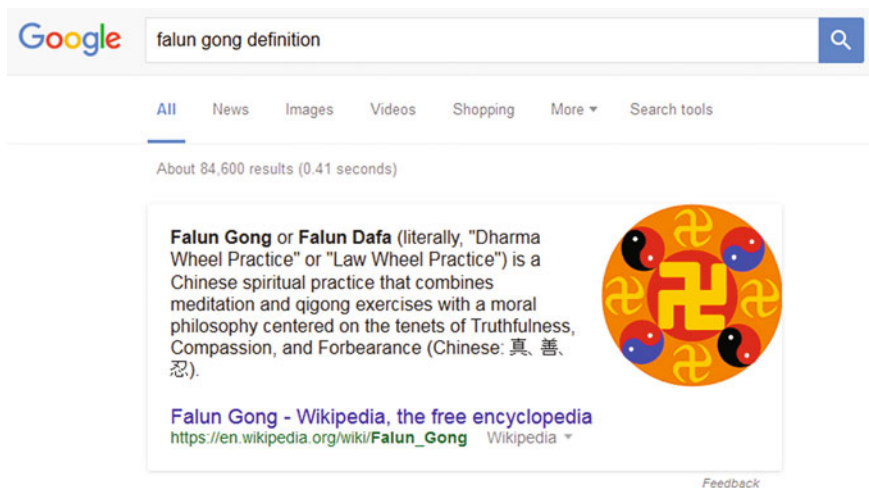 Google falun gong definition
All News Images Videos Shopping More Search tools
About 84,600 results (0.41 seconds)
Falun Gong or Falun Dafa (literally, "Dharma
Wheel Practice" or "Law Wheel Practice") is a
Chinese spiritual practice that combines
meditation and qigong exercises with a moral
philosophy centered on the tenets of Truthfulness,
Compassion, and Forbearance (Chinese: 真、善、
忍).
Falun Gong - Wikipedia, the free encyclopedia
https://en.wikipedia.org/wiki/Falun_Gong Wikipedia
Feedback